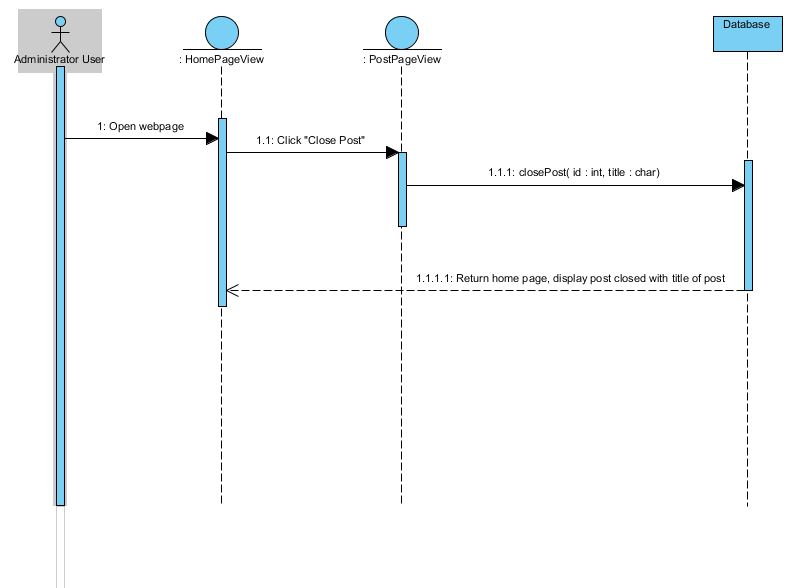 Administrator User
: HomePageView
: PostPageView
Database
1: Open webpage
1.1: Click "Close Post"
1.1.1: closePost( id : int, title : char)
1.1.1.1: Return home page, display post closed with title of post